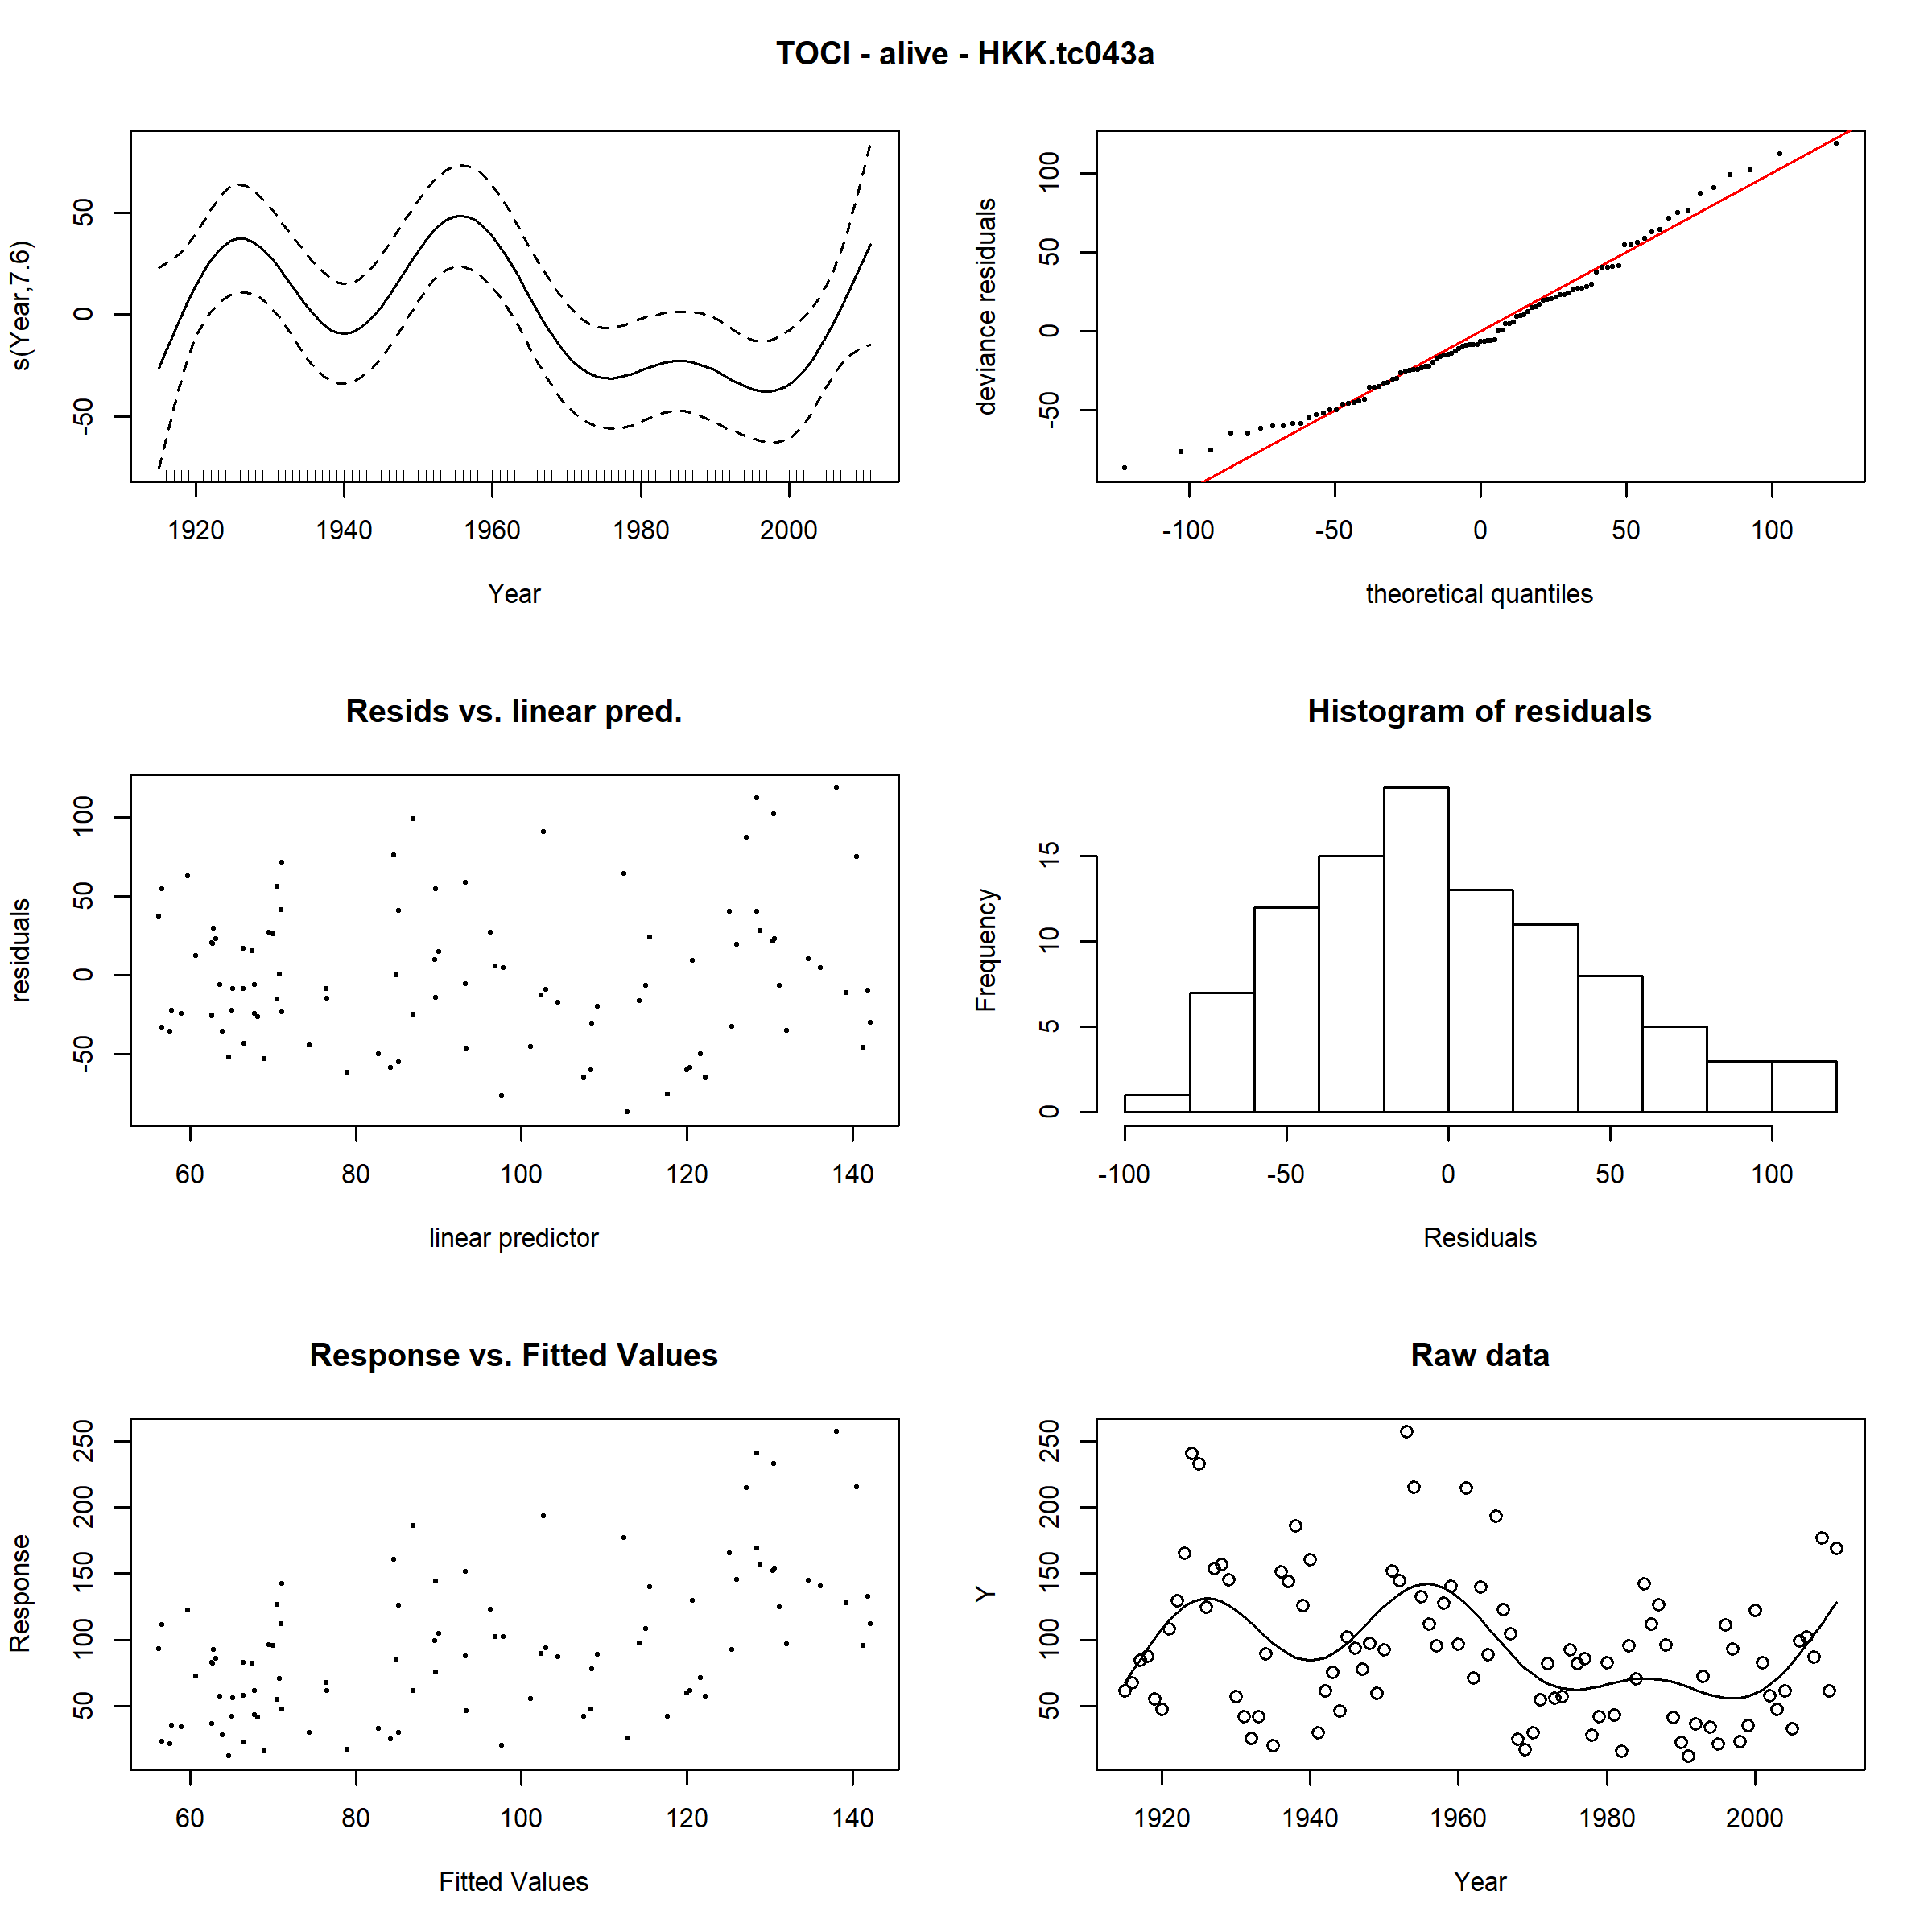 TOCI - alive - HKK.tc043a
s(Year,7.6)
50
0
-50
1920 1940 1960 1980 2000
Year
deviance residuals
100
50
0
-50
-100 -50 0 50 100
theoretical quantiles
Resids vs. linear pred.
residuals
100
50
0
-50
60 80 100 120 140
linear predictor
Histogram of residuals
Frequency
15
10
5
0
-100 -50 0 50 100
Residuals
Response vs. Fitted Values
Response
250
200
150
100
50
60 80 100 120 140
Fitted Values
Raw data
Y
250
200
150
100
50
1920 1940 1960 1980 2000
Year